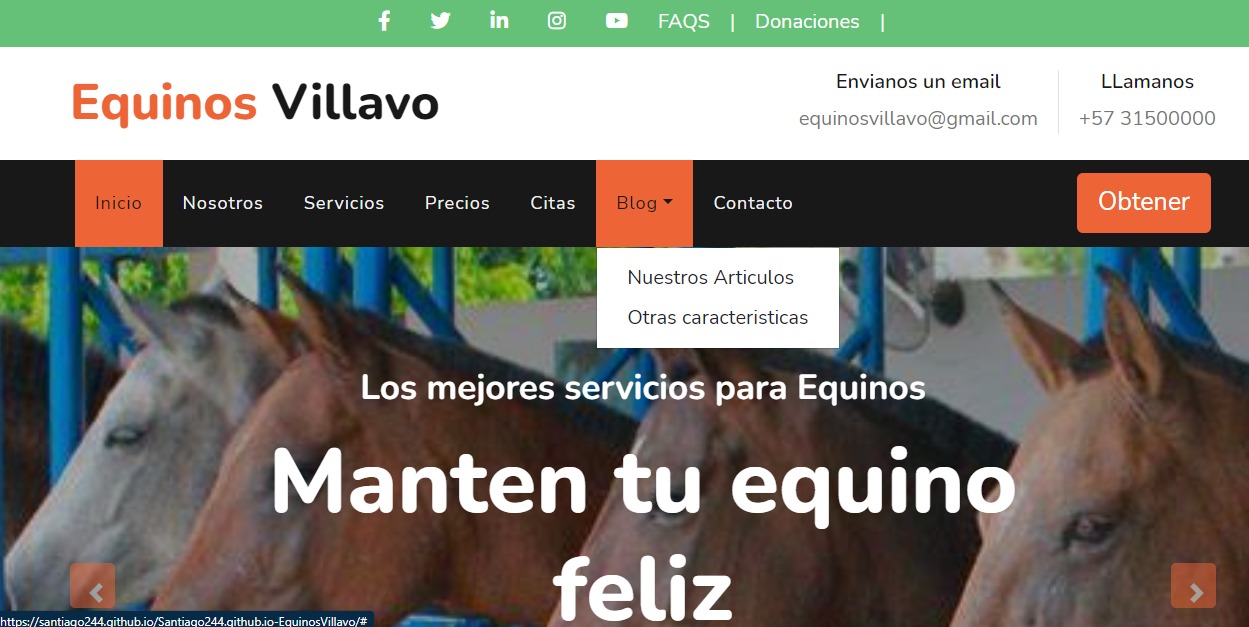 FAQS | Donaciones |
Equinos Villavo
Envianos un email
equinosvillavo@gmail.com
LLamanos
+57 31500000
Inicio Nosotros Servicios Precios Citas Blog Contacto Obtener
Nuestros Articulos
Otras caracteristicas
Los mejores servicios para Equinos
Manten tu equino
feliz
https://santiago244.github.io/Santiago244.github.io-EquinosVillavo/#